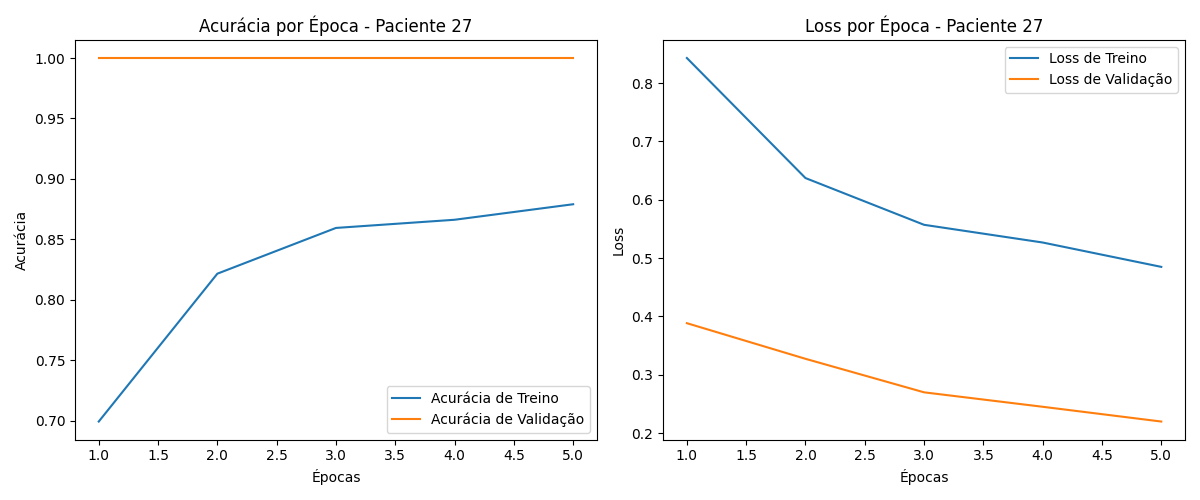 Acurácia por Época - Paciente 27
Acurácia
1.00
0.95
0.90
0.85
0.80
0.75
0.70
Acurácia de Treino
Acurácia de Validação
1.0 1.5 2.0 2.5 3.0 3.5 4.0 4.5 5.0
Épocas
Loss por Época - Paciente 27
Loss
0.8
0.7
0.6
0.5
0.4
0.3
0.2
Loss de Treino
Loss de Validação
1.0 1.5 2.0 2.5 3.0 3.5 4.0 4.5 5.0
Épocas